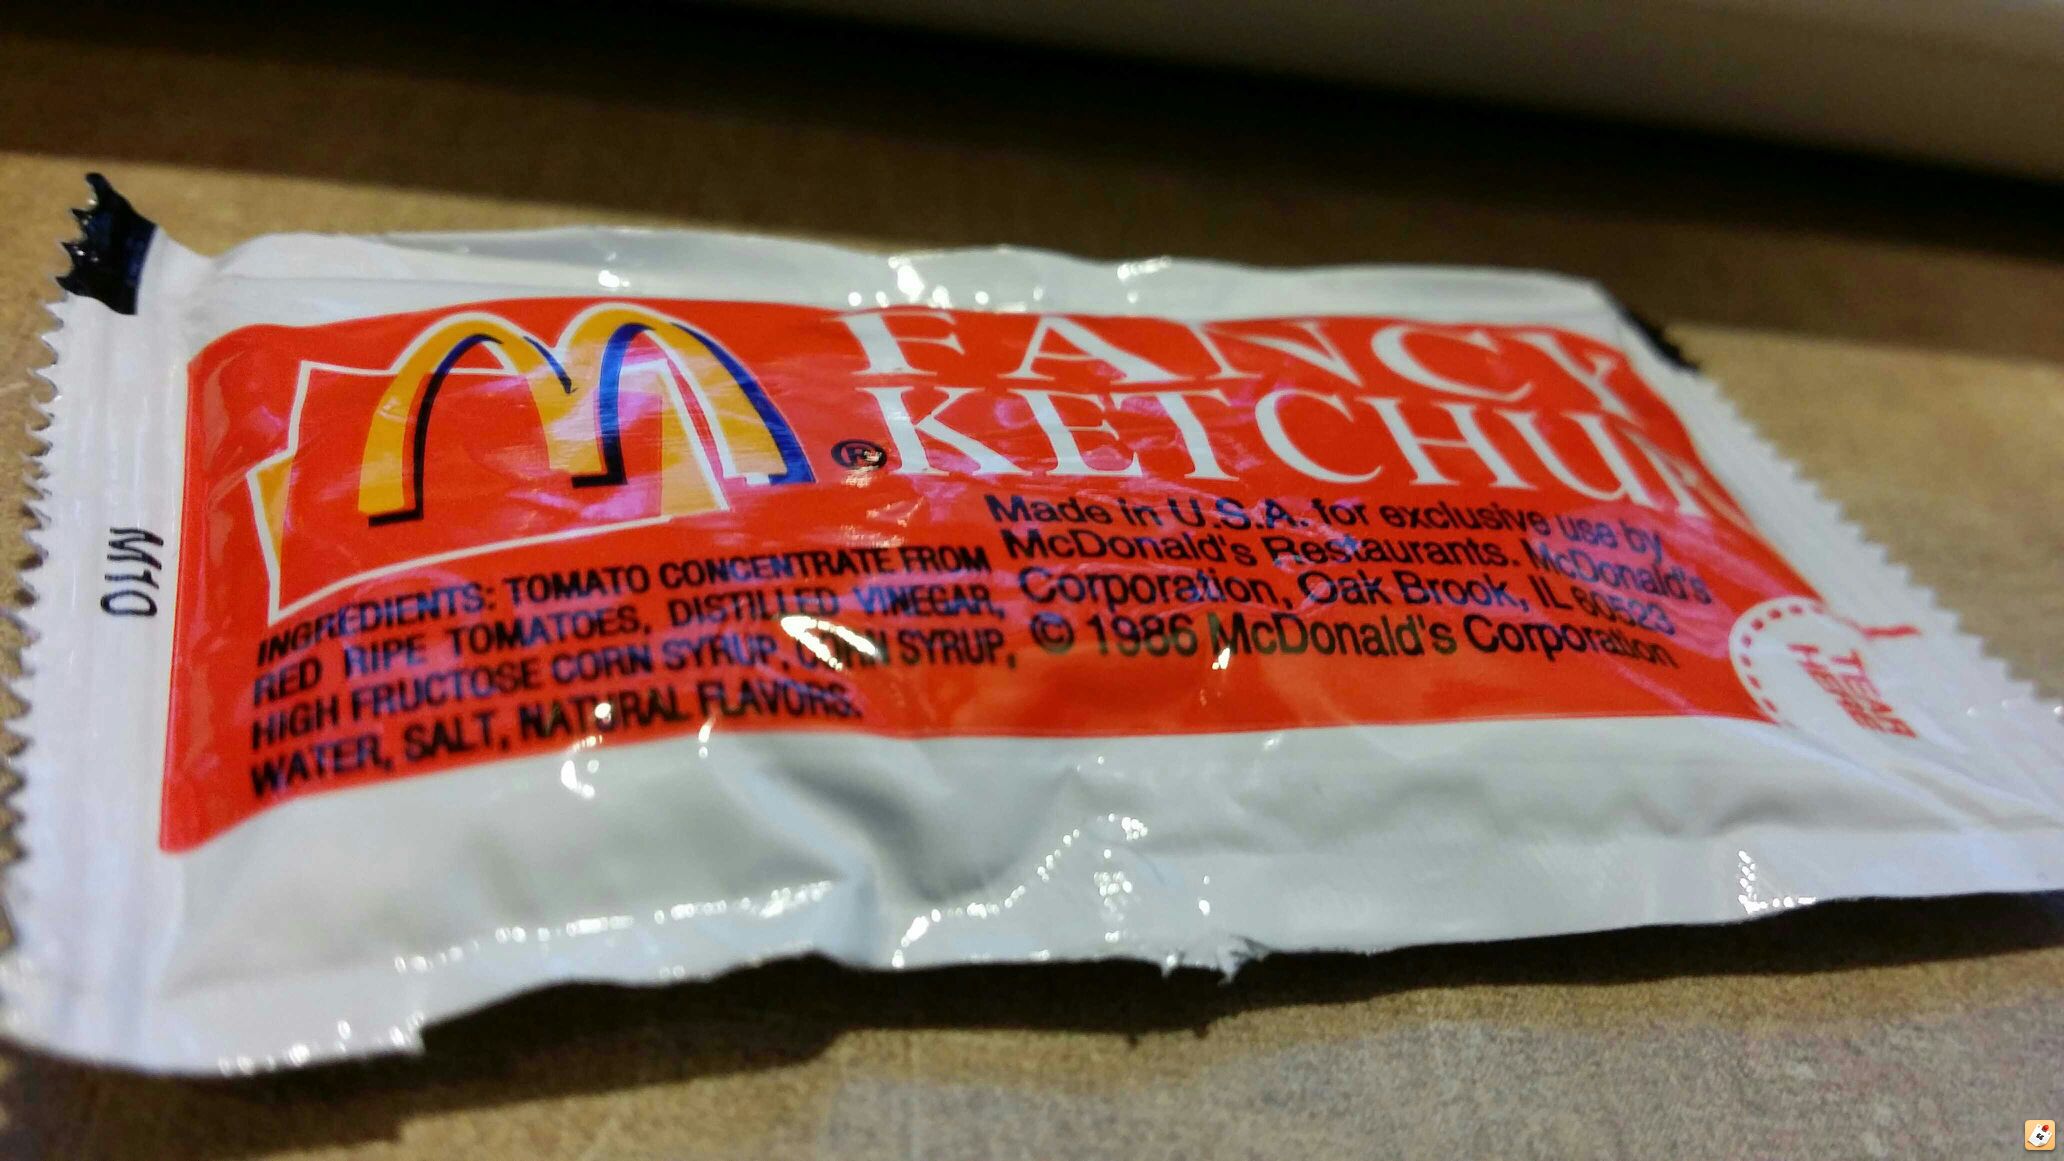 FANCY
KETCHUP
®
Made in U.S.A. for exclusive use by
McDonald's Restaurants. McDonald's
Corporation, Oak Brook, IL 60523
© 1986 McDonald's Corporation
INGREDIENTS: TOMATO CONCENTRATE FROM
RED RIPE TOMATOES, DISTILLED VINEGAR,
HIGH FRUCTOSE CORN SYRUP, CORN SYRUP,
WATER, SALT, NATURAL FLAVORS.
M10
TEAR
HERE